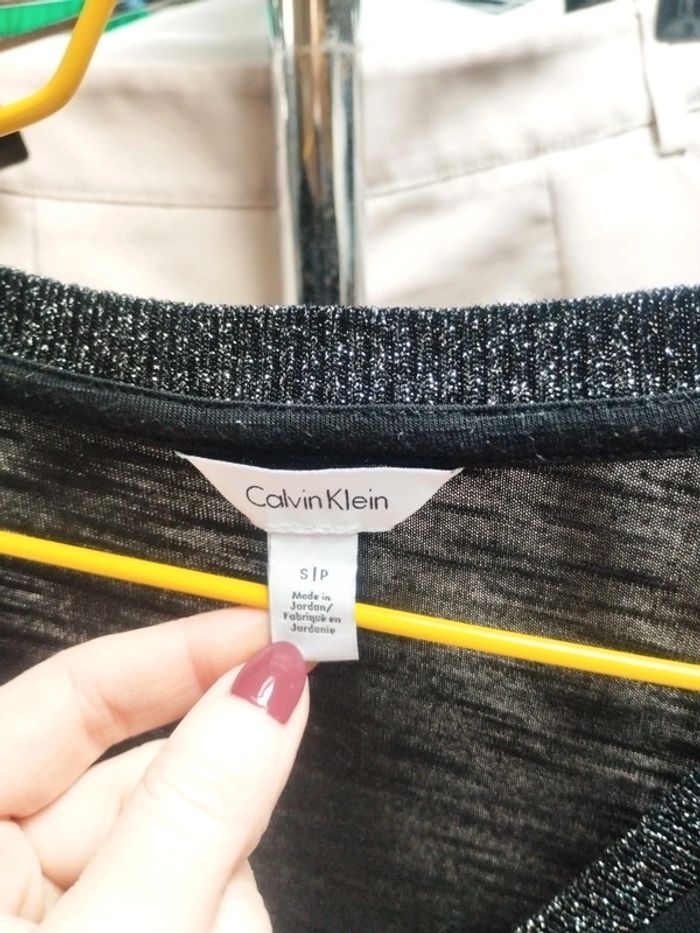 Calvin Klein
S|P
Made in
Jordan/
Fabriqué en
Jordanie